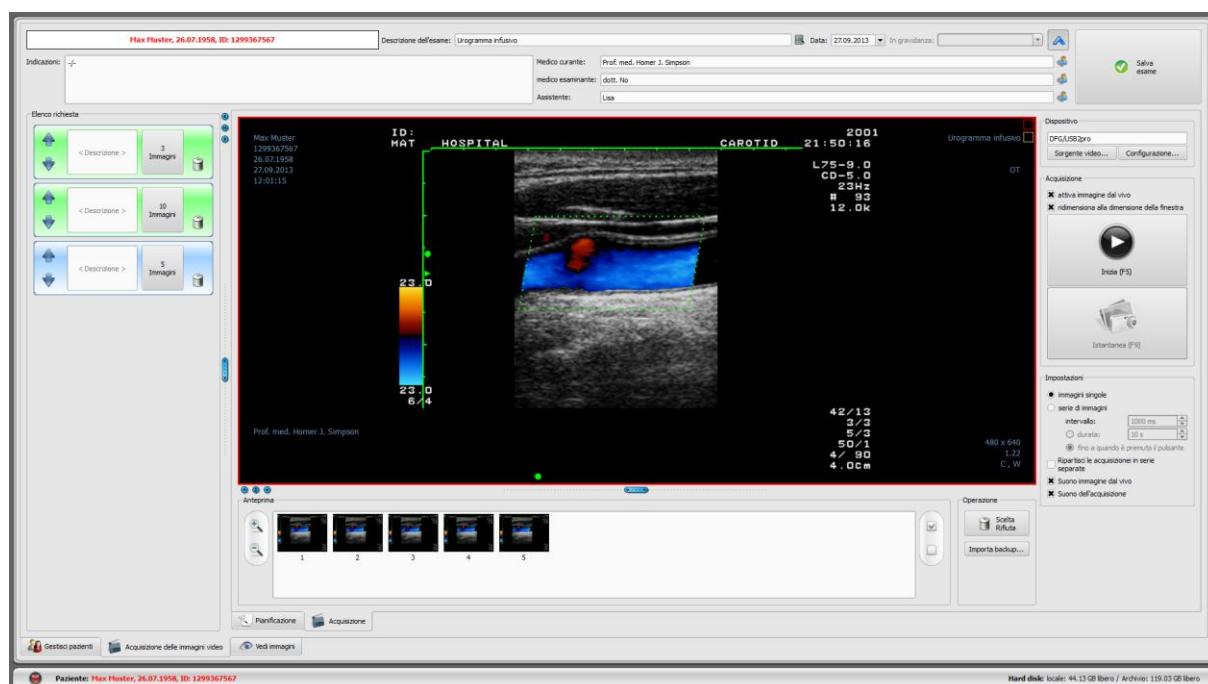 Max Muster, 26.07.1958, ID: 1299367567
Descrizione dell'esame: Urogramma infusivo
Data: 27.09.2013
In gravidanza:
Salva esame
Indicazioni: -/-
Medico curante: Prof. med. Homer J. Simpson
medico esaminante: dott. No
Assistente: Lisa
Elenco richiesta
< Descrizione >
3 Immagini
< Descrizione >
10 Immagini
< Descrizione >
5 Immagini
Max Muster
1299367567
26.07.1958
27.09.2013
12:01:15
ID:
MAT HOSPITAL CAROTID
2001
21:50:16
L75-9.0
CD-5.0
23Hz
# 93
12.0k
Urogramma infusivo
OT
23.0
23.0
6/4
42/13
3/3
5/3
50/1
4/ 90
4.0cm
Prof. med. Homer J. Simpson
480 x 640
1.22
C, W
Dispositivo
DFG/USB2pro
Sorgente video...
Configurazione...
Acquisizione
attiva immagine dal vivo
ridimensiona alla dimensione della finestra
Inizia (F5)
Istantanea (F9)
Impostazioni
immagini singole
serie di immagini
intervallo: 1000 ms
durata: 10 s
fino a quando è premuto il pulsante
Ripartisci le acquisizionei in serie
separate
Suono immagine dal vivo
Suono dell'acquisizione
Anteprima
1 2 3 4 5
Operazione
Scelta
Rifiuta
Importa backup...
Pianificazione
Acquisizione
Gestisci pazienti
Acquisizione delle immagini video
Vedi immagini
Paziente: Max Muster, 26.07.1958, ID: 1299367567
Hard disk: locale: 44.13 GB libero / Archivio: 119.03 GB libero